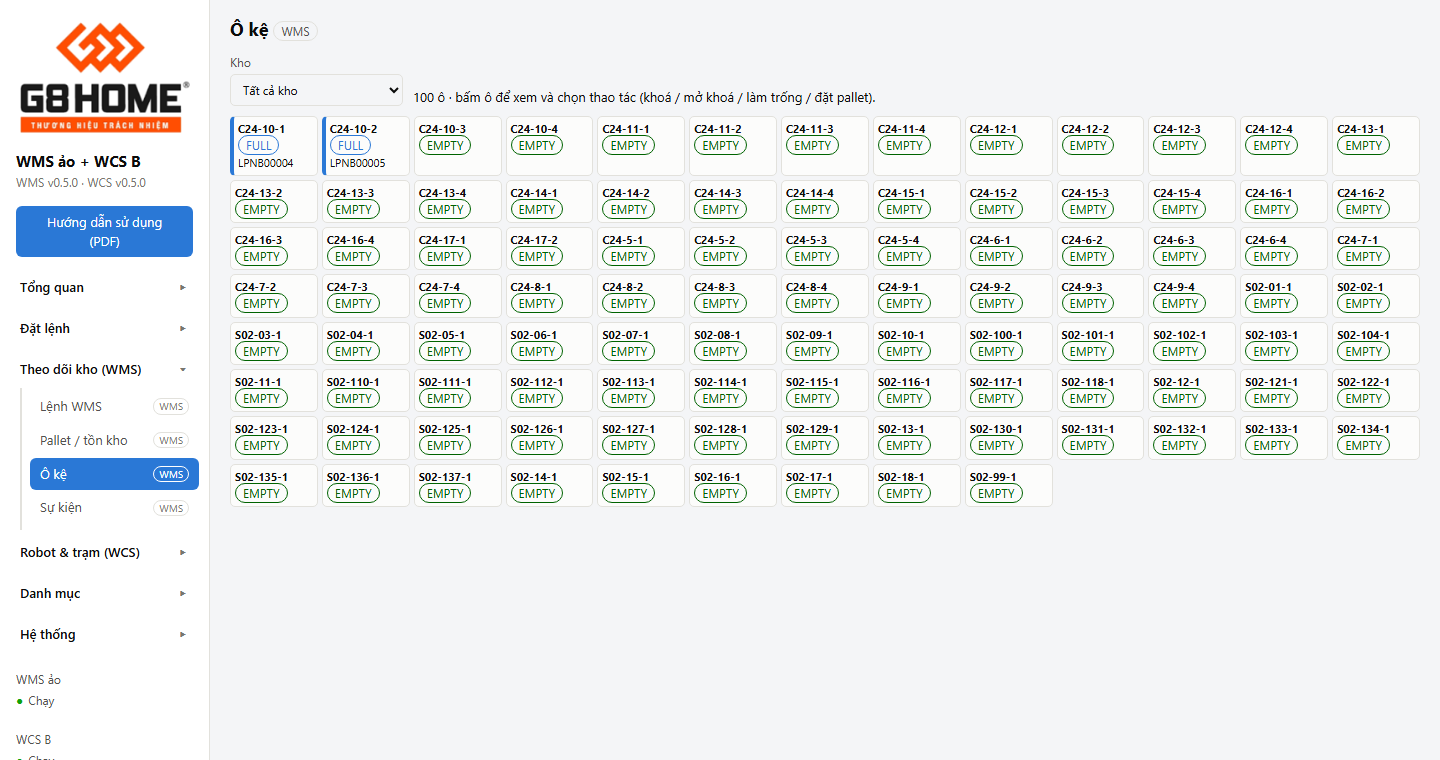 G8 HOME®
THƯƠNG HIỆU TRÁCH NHIỆM
WMS ảo + WCS B
WMS v0.5.0 · WCS v0.5.0
Hướng dẫn sử dụng
(PDF)
Tổng quan
Đặt lệnh
Theo dõi kho (WMS)
Lệnh WMS WMS
Pallet / tồn kho WMS
Ô kệ WMS
Sự kiện WMS
Robot & trạm (WCS)
Danh mục
Hệ thống
WMS ảo
Chạy
WCS B
Chạy
Ô kệ WMS
Kho
Tất cả kho
100 ô · bấm ô để xem và chọn thao tác (khoá / mở khoá / làm trống / đặt pallet).
C24-10-1 C24-10-2 C24-10-3 C24-10-4 C24-11-1 C24-11-2 C24-11-3 C24-11-4 C24-12-1 C24-12-2 C24-12-3 C24-12-4 C24-13-1
FULL FULL EMPTY EMPTY EMPTY EMPTY EMPTY EMPTY EMPTY EMPTY EMPTY EMPTY EMPTY
LPNB00004 LPNB00005
C24-13-2 C24-13-3 C24-13-4 C24-14-1 C24-14-2 C24-14-3 C24-14-4 C24-15-1 C24-15-2 C24-15-3 C24-15-4 C24-16-1 C24-16-2
EMPTY EMPTY EMPTY EMPTY EMPTY EMPTY EMPTY EMPTY EMPTY EMPTY EMPTY EMPTY EMPTY
C24-16-3 C24-16-4 C24-17-1 C24-17-2 C24-5-1 C24-5-2 C24-5-3 C24-5-4 C24-6-1 C24-6-2 C24-6-3 C24-6-4 C24-7-1
EMPTY EMPTY EMPTY EMPTY EMPTY EMPTY EMPTY EMPTY EMPTY EMPTY EMPTY EMPTY EMPTY
C24-7-2 C24-7-3 C24-7-4 C24-8-1 C24-8-2 C24-8-3 C24-8-4 C24-9-1 C24-9-2 C24-9-3 C24-9-4 S02-01-1 S02-02-1
EMPTY EMPTY EMPTY EMPTY EMPTY EMPTY EMPTY EMPTY EMPTY EMPTY EMPTY EMPTY EMPTY
S02-03-1 S02-04-1 S02-05-1 S02-06-1 S02-07-1 S02-08-1 S02-09-1 S02-10-1 S02-100-1 S02-101-1 S02-102-1 S02-103-1 S02-104-1
EMPTY EMPTY EMPTY EMPTY EMPTY EMPTY EMPTY EMPTY EMPTY EMPTY EMPTY EMPTY EMPTY
S02-11-1 S02-110-1 S02-111-1 S02-112-1 S02-113-1 S02-114-1 S02-115-1 S02-116-1 S02-117-1 S02-118-1 S02-12-1 S02-121-1 S02-122-1
EMPTY EMPTY EMPTY EMPTY EMPTY EMPTY EMPTY EMPTY EMPTY EMPTY EMPTY EMPTY EMPTY
S02-123-1 S02-124-1 S02-125-1 S02-126-1 S02-127-1 S02-128-1 S02-129-1 S02-13-1 S02-130-1 S02-131-1 S02-132-1 S02-133-1 S02-134-1
EMPTY EMPTY EMPTY EMPTY EMPTY EMPTY EMPTY EMPTY EMPTY EMPTY EMPTY EMPTY EMPTY
S02-135-1 S02-136-1 S02-137-1 S02-14-1 S02-15-1 S02-16-1 S02-17-1 S02-18-1 S02-99-1
EMPTY EMPTY EMPTY EMPTY EMPTY EMPTY EMPTY EMPTY EMPTY